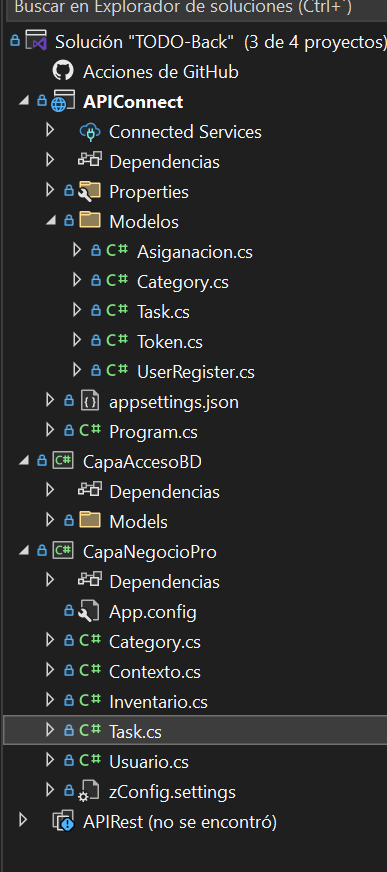 Buscar en Explorador de soluciones (Ctrl+´)
Solución "TODO-Back" (3 de 4 proyectos)
Acciones de GitHub
APIConnect
Connected Services
Dependencias
Properties
Modelos
C# Asiganacion.cs
C# Category.cs
C# Task.cs
C# Token.cs
C# UserRegister.cs
appsettings.json
C# Program.cs
C# CapaAccesoBD
Dependencias
Models
C# CapaNegocioPro
Dependencias
App.config
C# Category.cs
C# Contexto.cs
C# Inventario.cs
C# Task.cs
C# Usuario.cs
zConfig.settings
APIRest (no se encontró)